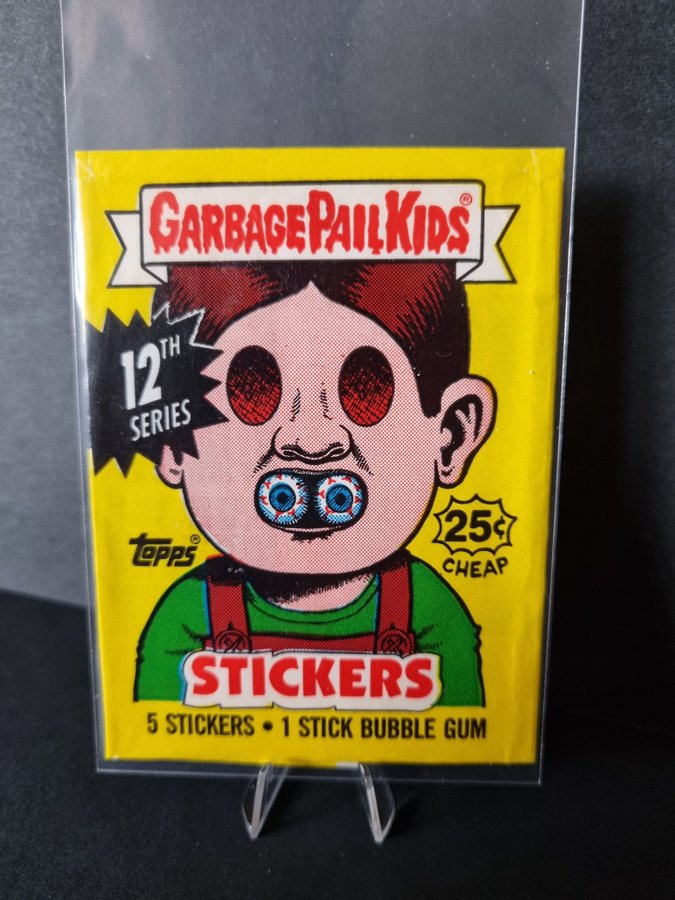 GARBAGE PAIL KIDS®
12TH
SERIES
topps®
25¢
CHEAP
STICKERS
5 STICKERS • 1 STICK BUBBLE GUM